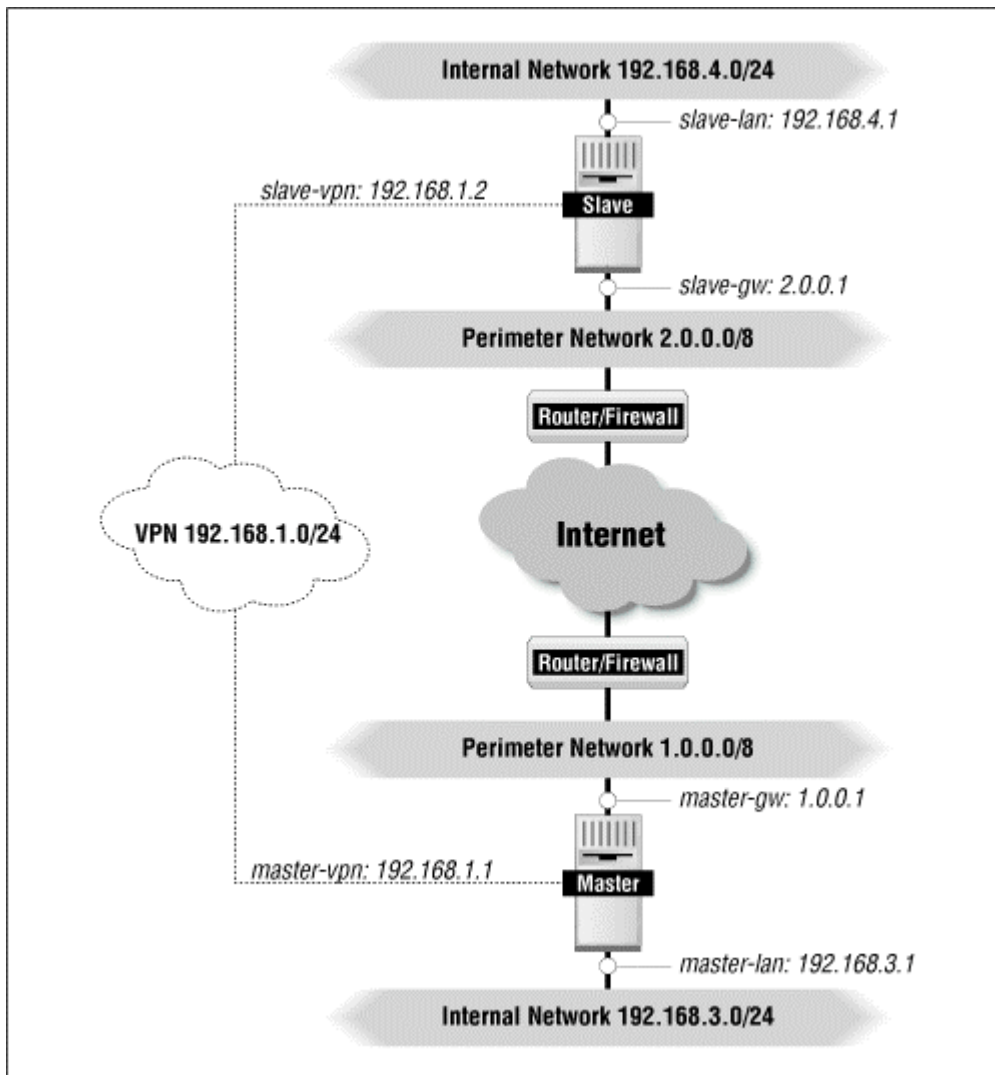 Internal Network 192.168.4.0/24
slave-lan: 192.168.4.1
slave-vpn: 192.168.1.2
Slave
slave-gw: 2.0.0.1
Perimeter Network 2.0.0.0/8
Router/Firewall
VPN 192.168.1.0/24
Internet
Router/Firewall
Perimeter Network 1.0.0.0/8
master-gw: 1.0.0.1
master-vpn: 192.168.1.1
Master
master-lan: 192.168.3.1
Internal Network 192.168.3.0/24